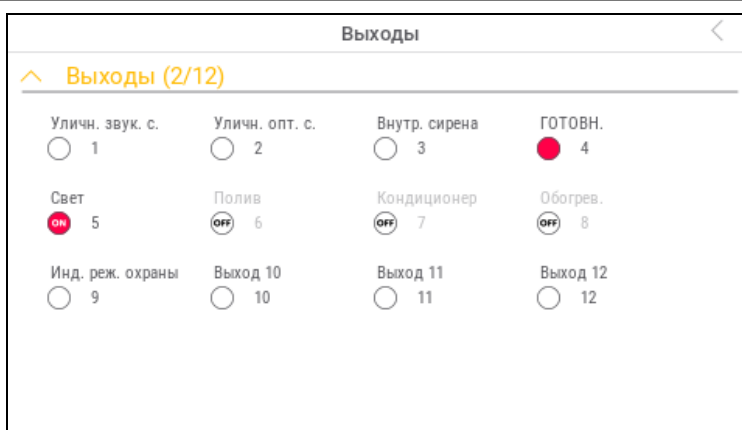 Выходы
Выходы (2/12)
Уличн. звук. с. Уличн. опт. с. Внутр. сирена ГОТОВН.
1 2 3 4
Свет Полив Кондиционер Обогрев.
ON 5 OFF 6 OFF 7 OFF 8
Инд. реж. охраны Выход 10 Выход 11 Выход 12
9 10 11 12